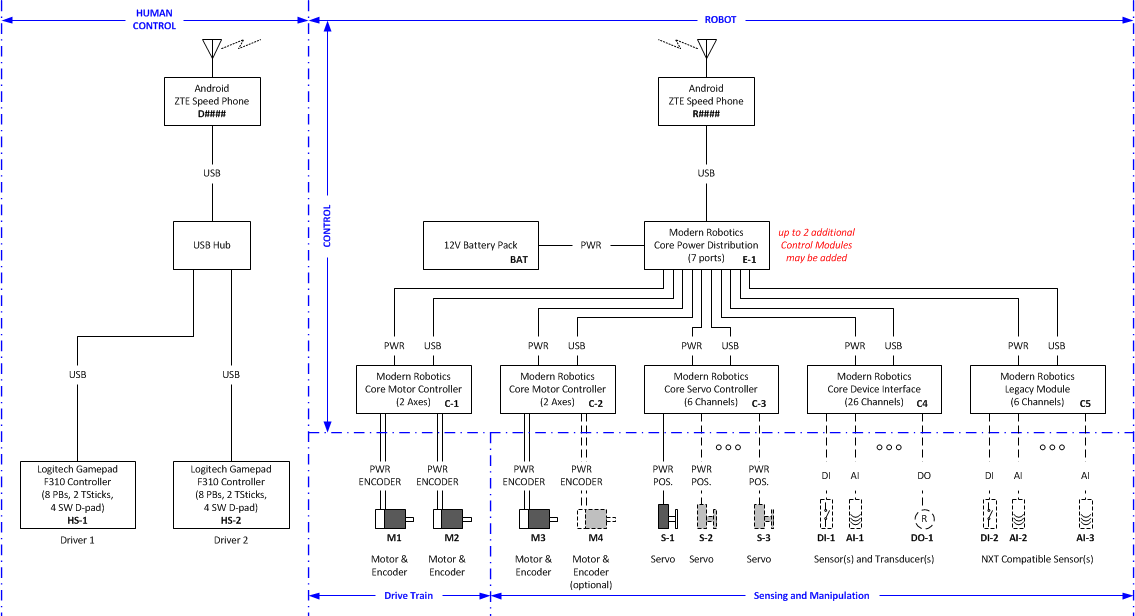 HUMAN
CONTROL
ROBOT
Android
ZTE Speed Phone
D####
USB
USB Hub
USB
USB
Logitech Gamepad
F310 Controller
(8 PBs, 2 TSticks,
4 SW D-pad)
HS-1
Driver 1
Logitech Gamepad
F310 Controller
(8 PBs, 2 TSticks,
4 SW D-pad)
HS-2
Driver 2
CONTROL
Android
ZTE Speed Phone
R####
USB
12V Battery Pack
BAT
PWR
Modern Robotics
Core Power Distribution
(7 ports) E-1
up to 2 additional
Control Modules
may be added
PWR USB PWR USB PWR USB PWR USB PWR USB
Modern Robotics
Core Motor Controller
(2 Axes) C-1
Modern Robotics
Core Motor Controller
(2 Axes) C-2
Modern Robotics
Core Servo Controller
(6 Channels) C-3
Modern Robotics
Core Device Interface
(26 Channels) C4
Modern Robotics
Legacy Module
(6 Channels) C5
PWR
ENCODER
M1
Motor &
Encoder
PWR
ENCODER
M2
Motor &
Encoder
PWR
ENCODER
M3
Motor &
Encoder
PWR
ENCODER
M4
Motor &
Encoder
(optional)
PWR
POS.
S-1
Servo
PWR
POS.
S-2
Servo
PWR
POS.
S-3
Servo
DI AI DO
R
DI-1 AI-1 DO-1
Sensor(s) and Transducer(s)
DI AI AI
DI-2 AI-2 AI-3
NXT Compatible Sensor(s)
Drive Train
Sensing and Manipulation